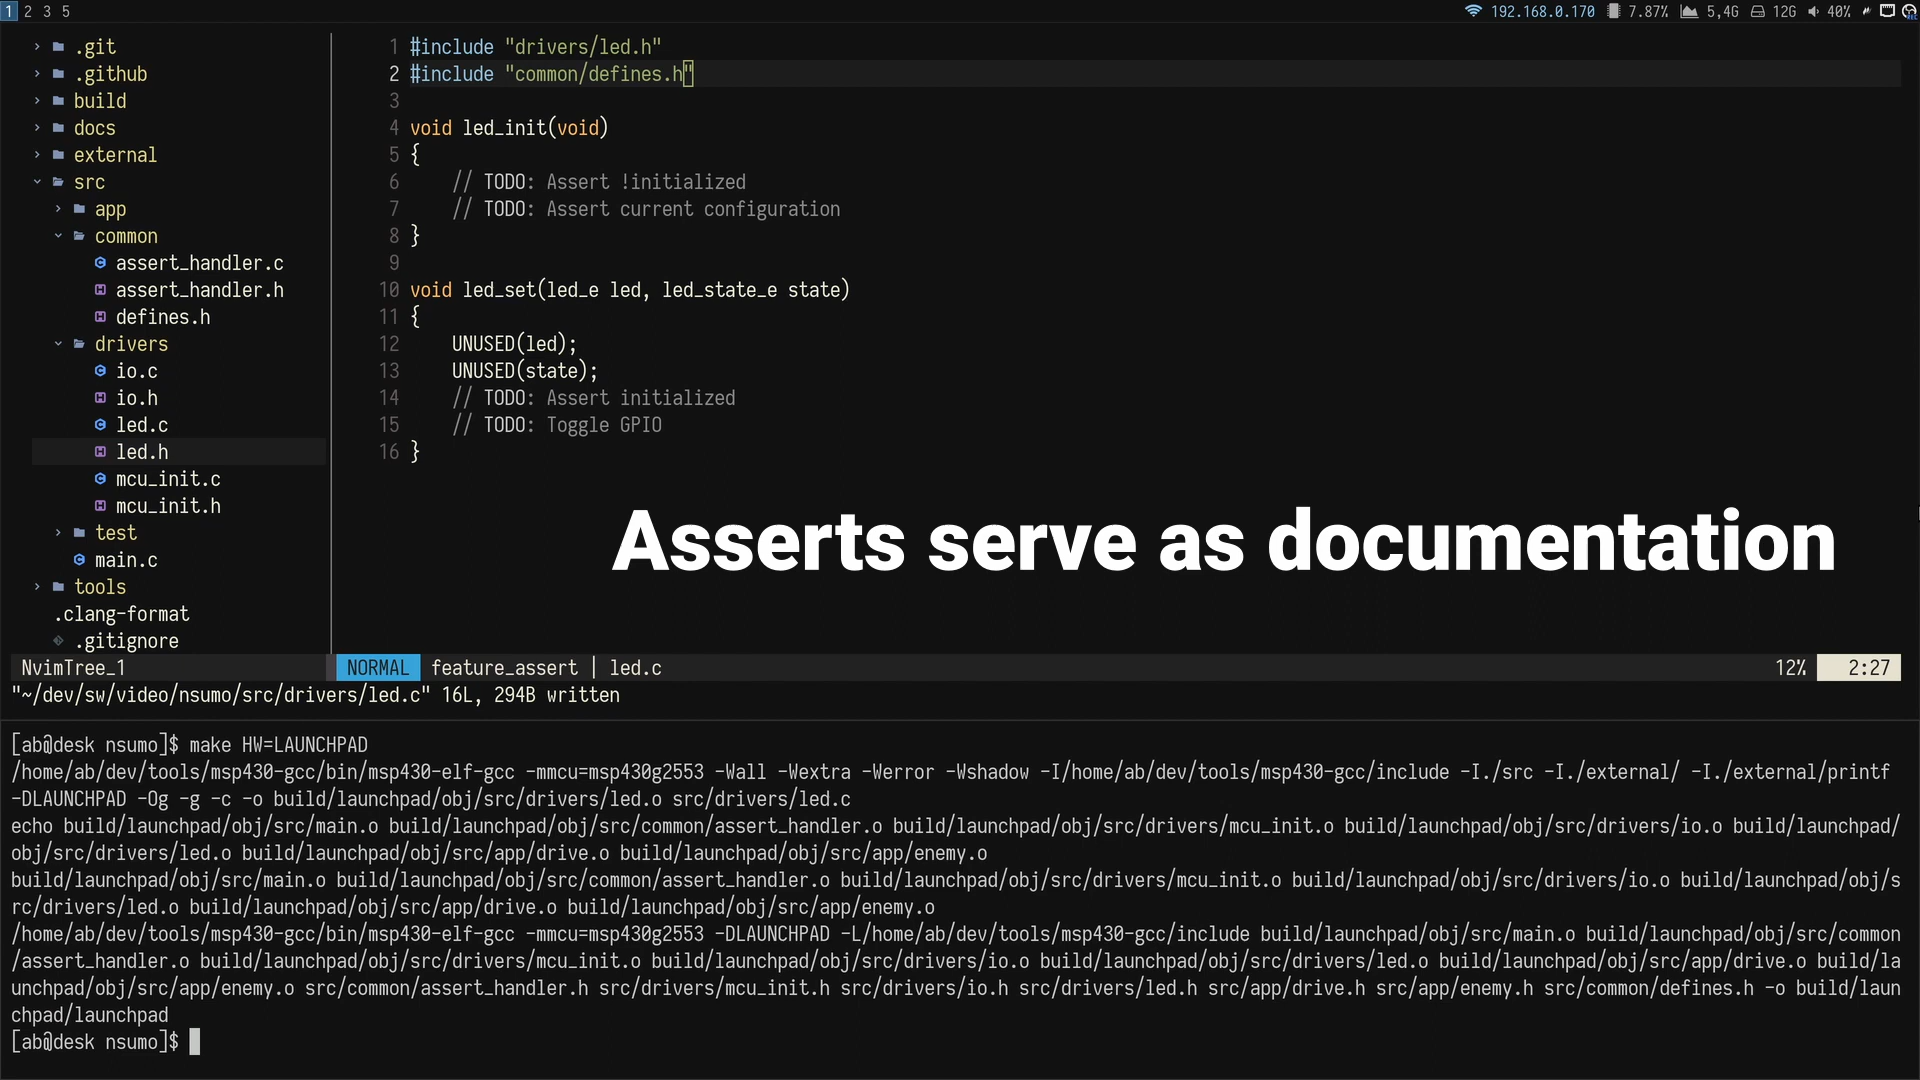 1 2 3 5
192.168.0.170 7.87% 5,4G 12G 40%
.git
.github
build
docs
external
src
app
common
assert_handler.c
assert_handler.h
defines.h
drivers
io.c
io.h
led.c
led.h
mcu_init.c
mcu_init.h
test
main.c
tools
.clang-format
.gitignore
NvimTree_1
1 #include "drivers/led.h"
2 #include "common/defines.h"
3
4 void led_init(void)
5 {
6     // TODO: Assert !initialized
7     // TODO: Assert current configuration
8 }
9
10 void led_set(led_e led, led_state_e state)
11 {
12     UNUSED(led);
13     UNUSED(state);
14     // TODO: Assert initialized
15     // TODO: Toggle GPIO
16 }
Asserts serve as documentation
NORMAL feature_assert | led.c 12% 2:27
"~/dev/sw/video/nsumo/src/drivers/led.c" 16L, 294B written
[ab@desk nsumo]$ make HW=LAUNCHPAD
/home/ab/dev/tools/msp430-gcc/bin/msp430-elf-gcc -mmcu=msp430g2553 -Wall -Wextra -Werror -Wshadow -I/home/ab/dev/tools/msp430-gcc/include -I./src -I./external/ -I./external/printf
-DLAUNCHPAD -Og -g -c -o build/launchpad/obj/src/drivers/led.o src/drivers/led.c
echo build/launchpad/obj/src/main.o build/launchpad/obj/src/common/assert_handler.o build/launchpad/obj/src/drivers/mcu_init.o build/launchpad/obj/src/drivers/io.o build/launchpad/
obj/src/drivers/led.o build/launchpad/obj/src/app/drive.o build/launchpad/obj/src/app/enemy.o
build/launchpad/obj/src/main.o build/launchpad/obj/src/common/assert_handler.o build/launchpad/obj/src/drivers/mcu_init.o build/launchpad/obj/src/drivers/io.o build/launchpad/obj/s
rc/drivers/led.o build/launchpad/obj/src/app/drive.o build/launchpad/obj/src/app/enemy.o
/home/ab/dev/tools/msp430-gcc/bin/msp430-elf-gcc -mmcu=msp430g2553 -DLAUNCHPAD -L/home/ab/dev/tools/msp430-gcc/include build/launchpad/obj/src/main.o build/launchpad/obj/src/common
/assert_handler.o build/launchpad/obj/src/drivers/mcu_init.o build/launchpad/obj/src/drivers/io.o build/launchpad/obj/src/drivers/led.o build/launchpad/obj/src/app/drive.o build/la
unchpad/obj/src/app/enemy.o src/common/assert_handler.h src/drivers/mcu_init.h src/drivers/io.h src/drivers/led.h src/app/drive.h src/app/enemy.h src/common/defines.h -o build/laun
chpad/launchpad
[ab@desk nsumo]$